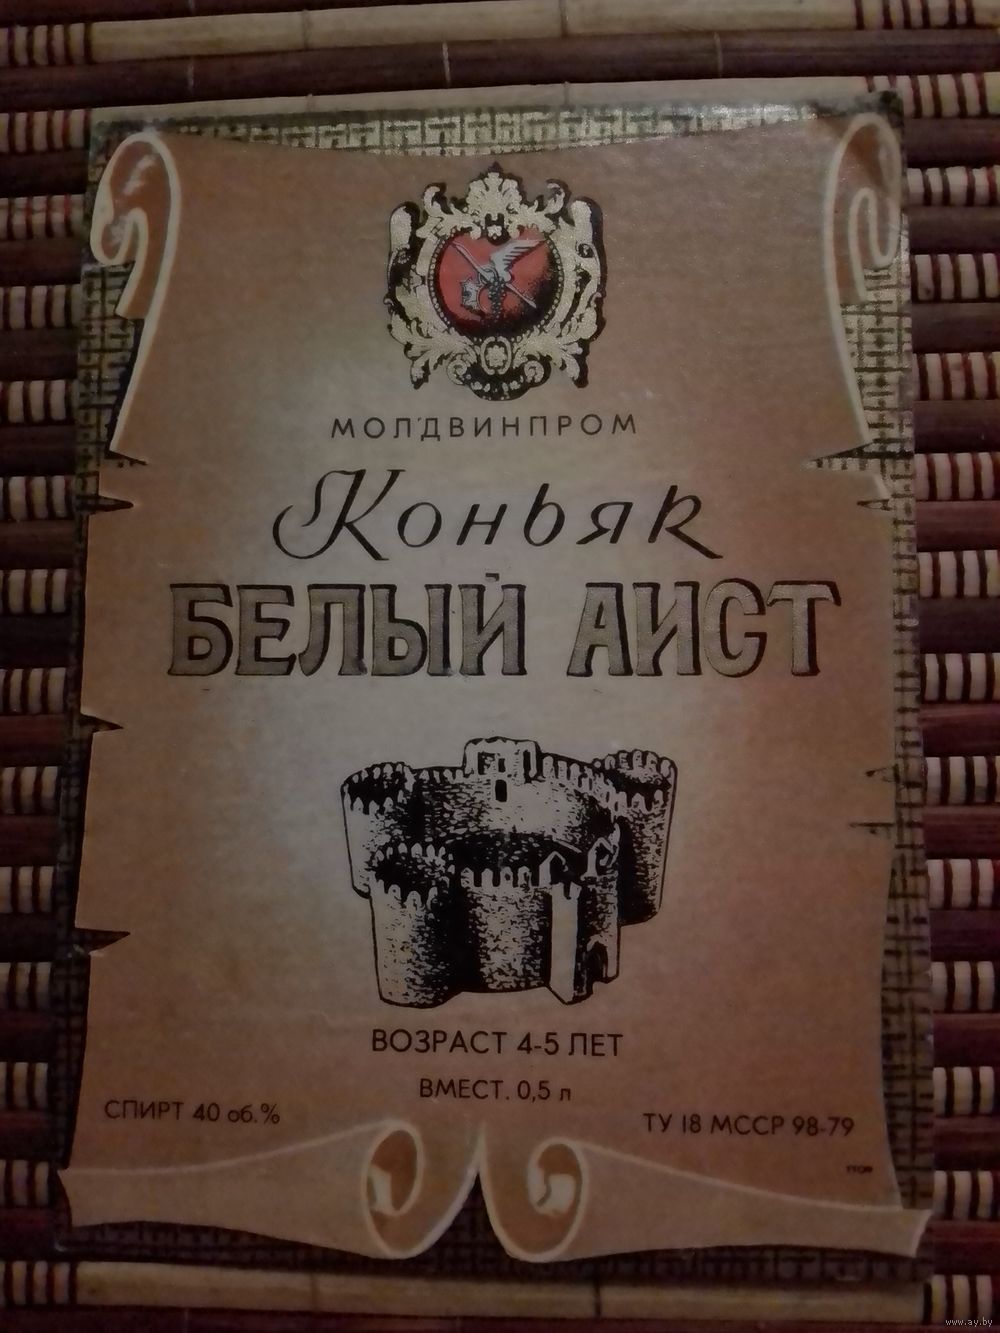 МОЛДВИНПРОМ
Коньяк
БЕЛЫЙ АИСТ
ВОЗРАСТ 4-5 ЛЕТ
ВМЕСТ. 0,5 л
СПИРТ 40 об.%
ТУ 18 МССР 98-79
www.ay.by